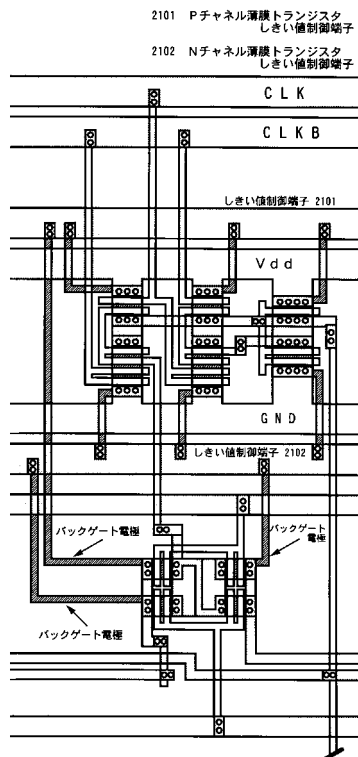 2101 Pチャネル薄膜トランジスタ
しきい値制御端子
2102 Nチャネル薄膜トランジスタ
しきい値制御端子
CLK
CLKB
しきい値制御端子 2101
Vdd
GND
しきい値制御端子 2102
バックゲート電極
バックゲート
電極
バックゲート電極